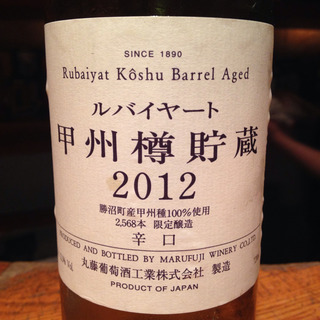 SINCE 1890
Rubaiyat Kôshu Barrel Aged
ルバイヤート
甲州樽貯蔵
2012
勝沼町産甲州種100%使用
2,568本 限定醸造
辛口
PRODUCED AND BOTTLED BY MARUFUJI WINERY CO.,LTD.
丸藤葡萄酒工業株式会社 製造
PRODUCT OF JAPAN